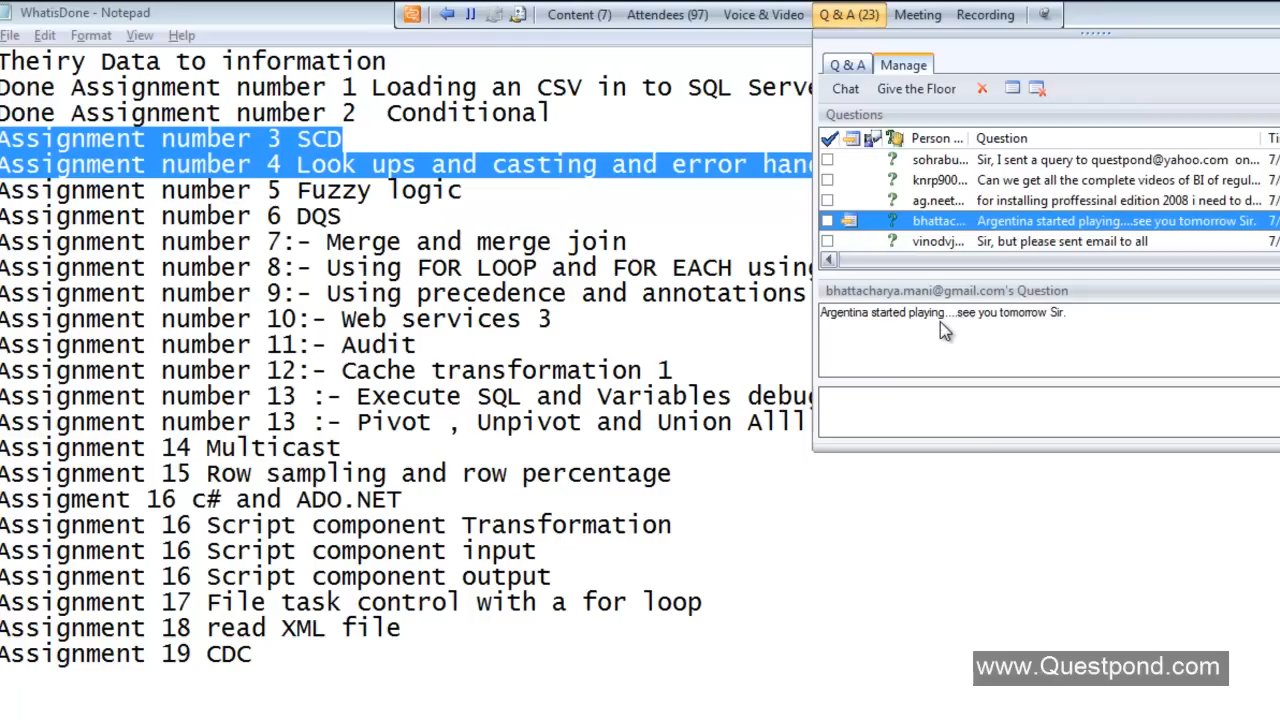 WhatisDone - Notepad
File Edit Format View Help
Theiry Data to information
Done Assignment number 1 Loading an CSV in to SQL Serve
Done Assignment number 2 Conditional
Assignment number 3 SCD
Assignment number 4 Look ups and casting and error han
Assignment number 5 Fuzzy logic
Assignment number 6 DQS
Assignment number 7:- Merge and merge join
Assignment number 8:- Using FOR LOOP and FOR EACH using
Assignment number 9:- Using precedence and annotations
Assignment number 10:- Web services 3
Assignment number 11:- Audit
Assignment number 12:- Cache transformation 1
Assignment number 13 :- Execute SQL and Variables debug
Assignment number 13 :- Pivot , Unpivot and Union Alll
Assignment 14 Multicast
Assignment 15 Row sampling and row percentage
Assigment 16 c# and ADO.NET
Assignment 16 Script component Transformation
Assignment 16 Script component input
Assignment 16 Script component output
Assignment 17 File task control with a for loop
Assignment 18 read XML file
Assignment 19 CDC
Content (7) Attendees (97) Voice & Video Q & A (23) Meeting Recording
Q & A Manage
Chat Give the Floor
Questions
Person ... Question Ti
sohrabu... Sir, I sent a query to questpond@yahoo.com on... 7/
knrp900... Can we get all the complete videos of BI of regul... 7/
ag.neet... for installing proffessinal edition 2008 i need to d... 7/
bhattac... Argentina started playing....see you tomorrow Sir. 7/
vinodvj... Sir, but please sent email to all 7/
bhattacharya.mani@gmail.com's Question
Argentina started playing....see you tomorrow Sir.
www.Questpond.com